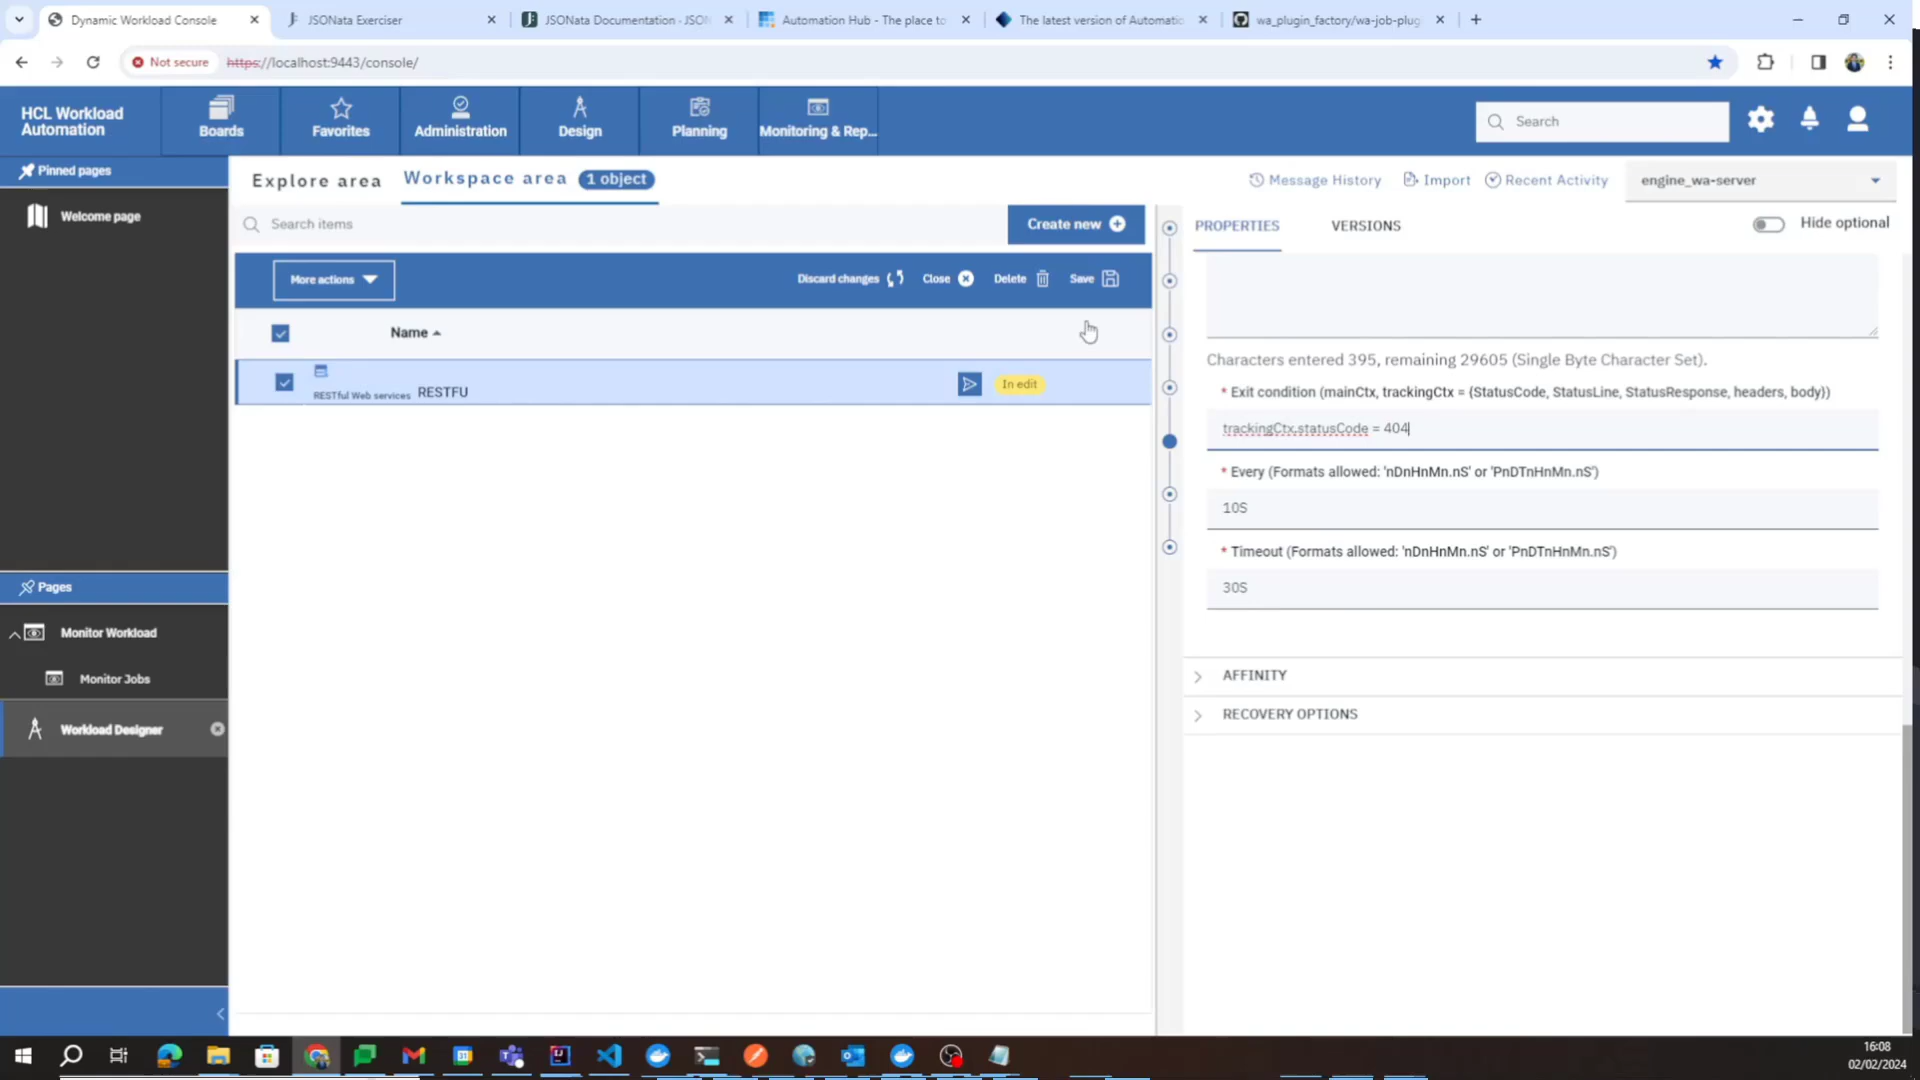 Dynamic Workload Console
JSONata Exerciser
JSONata Documentation - JSON
Automation Hub - The place to
The latest version of Automatio
wa_plugin_factory/wa-job-plug
Not secure https://localhost:9443/console/
HCL Workload
Automation
Boards
Favorites
Administration
Design
Planning
Monitoring & Rep...
Search
Pinned pages
Welcome page
Pages
Monitor Workload
Monitor Jobs
Workload Designer
Explore area
Workspace area 1 object
Message History
Import
Recent Activity
engine_wa-server
Search items
Create new
More actions
Discard changes
Close
Delete
Save
Name
RESTful Web services RESTFU
In edit
PROPERTIES
VERSIONS
Hide optional
Characters entered 395, remaining 29605 (Single Byte Character Set).
* Exit condition (mainCtx, trackingCtx = {StatusCode, StatusLine, StatusResponse, headers, body})
trackingCtx.statusCode = 404
* Every (Formats allowed: 'nDnHnMn.nS' or 'PnDTnHnMn.nS')
10S
* Timeout (Formats allowed: 'nDnHnMn.nS' or 'PnDTnHnMn.nS')
30S
AFFINITY
RECOVERY OPTIONS
16:08
02/02/2024